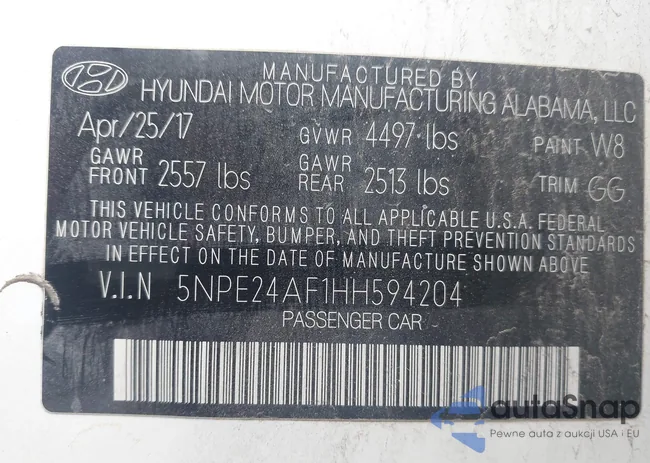 MANUFACTURED BY
HYUNDAI MOTOR MANUFACTURING ALABAMA, LLC
Apr/25/17 GVWR 4497 lbs PAINT W8
GAWR FRONT 2557 lbs GAWR REAR 2513 lbs TRIM GG
THIS VEHICLE CONFORMS TO ALL APPLICABLE U.S.A. FEDERAL
MOTOR VEHICLE SAFETY, BUMPER, AND THEFT PREVENTION STANDARDS
IN EFFECT ON THE DATE OF MANUFACTURE SHOWN ABOVE
V.I.N 5NPE24AF1HH594204
PASSENGER CAR
autaSnap
Pewne auta z aukcji USA i EU